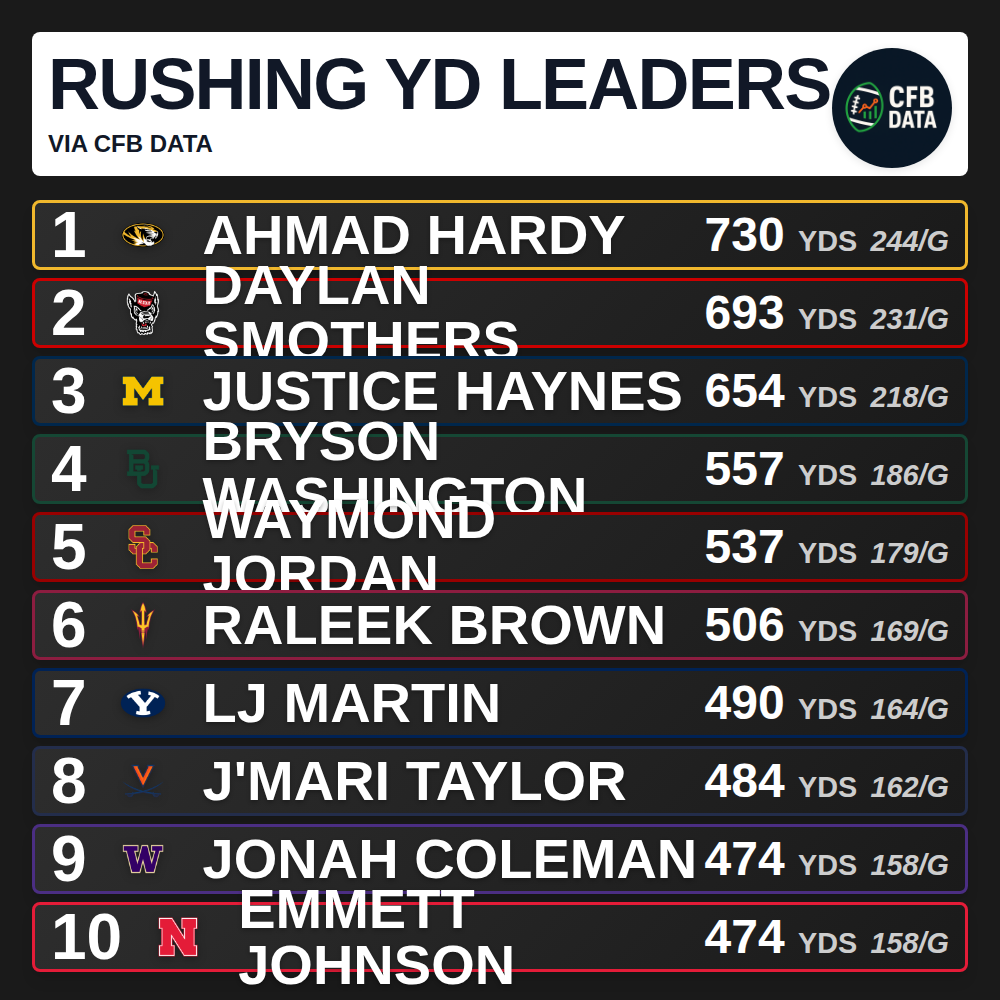 RUSHING YD LEADERS
VIA CFB DATA
CFB
DATA
1 AHMAD HARDY 730 YDS 244/G
2 DAYLAN
SMOTHERS 693 YDS 231/G
3 JUSTICE HAYNES 654 YDS 218/G
4 BRYSON
WASHINGTON 557 YDS 186/G
5 WAYMOND
JORDAN 537 YDS 179/G
6 RALEEK BROWN 506 YDS 169/G
7 LJ MARTIN 490 YDS 164/G
8 J'MARI TAYLOR 484 YDS 162/G
9 JONAH COLEMAN 474 YDS 158/G
10 EMMETT
JOHNSON 474 YDS 158/G